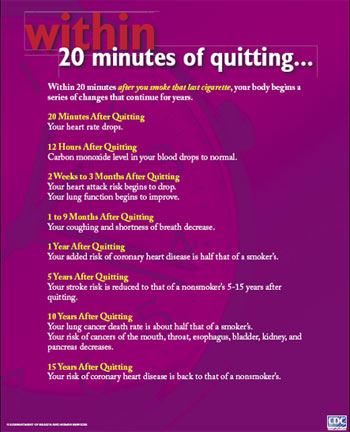 within
20 minutes of quitting...
Within 20 minutes after you smoke that last cigarette, your body begins a
series of changes that continue for years.
20 Minutes After Quitting
Your heart rate drops.
12 Hours After Quitting
Carbon monoxide level in your blood drops to normal.
2 Weeks to 3 Months After Quitting
Your heart attack risk begins to drop.
Your lung function begins to improve.
1 to 9 Months After Quitting
Your coughing and shortness of breath decrease.
1 Year After Quitting
Your added risk of coronary heart disease is half that of a smoker's.
5 Years After Quitting
Your stroke risk is reduced to that of a nonsmoker's 5-15 years after
quitting.
10 Years After Quitting
Your lung cancer death rate is about half that of a smoker's.
Your risk of cancers of the mouth, throat, esophagus, bladder, kidney, and
pancreas decreases.
15 Years After Quitting
Your risk of coronary heart disease is back to that of a nonsmoker's.
DEPARTMENT OF HEALTH AND HUMAN SERVICES
CDC